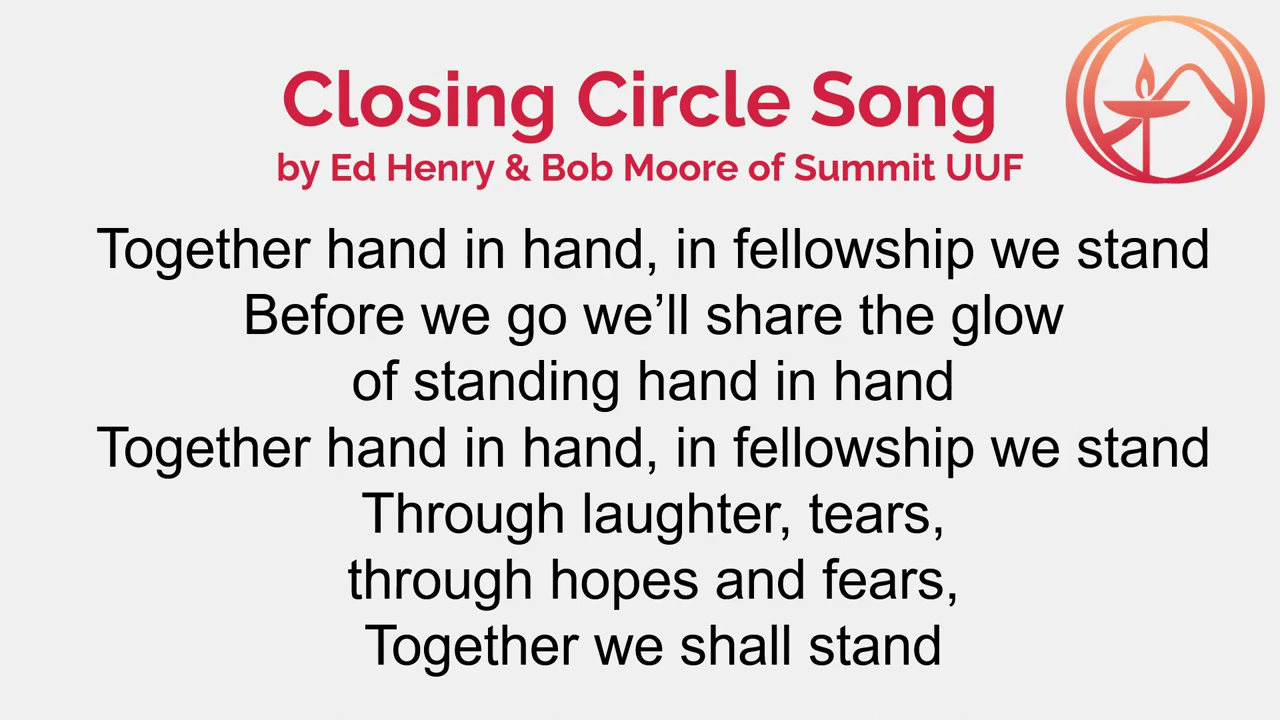 Closing Circle Song
by Ed Henry & Bob Moore of Summit UUF
Together hand in hand, in fellowship we stand
Before we go we’ll share the glow
of standing hand in hand
Together hand in hand, in fellowship we stand
Through laughter, tears,
through hopes and fears,
Together we shall stand